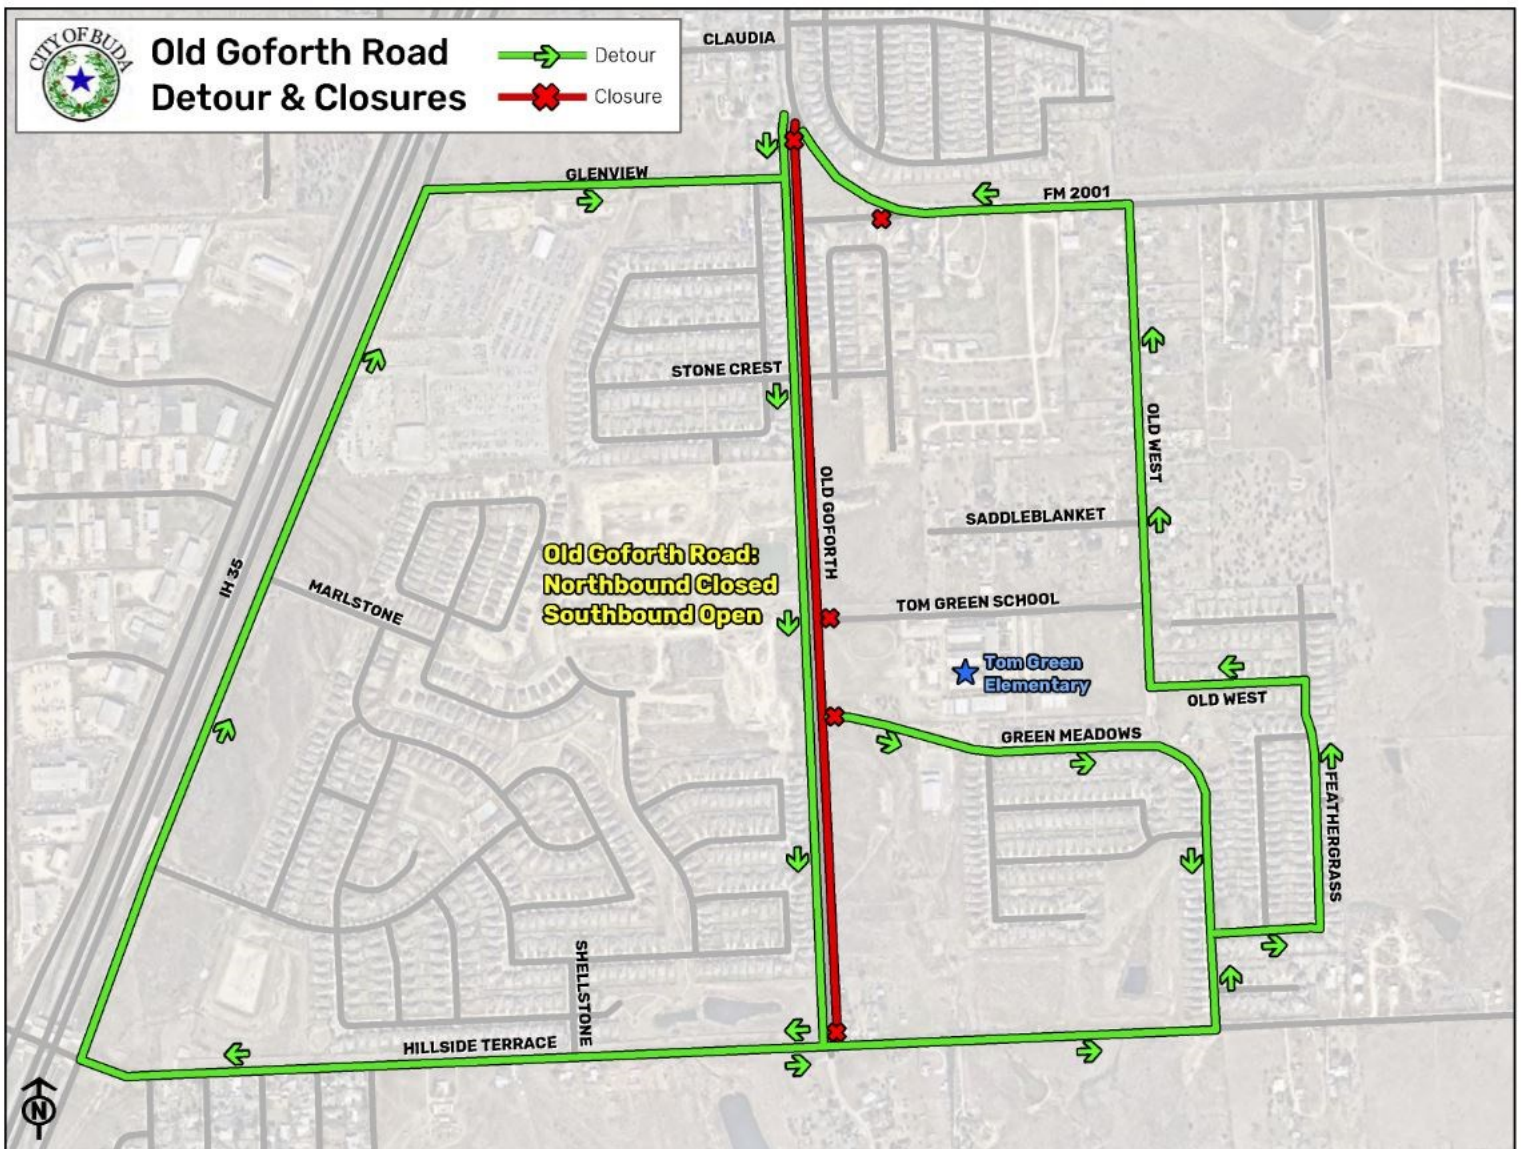 CITY OF BUDA
Old Goforth Road
Detour & Closures
Detour
Closure
CLAUDIA
GLENVIEW
FM 2001
STONE CREST
OLD WEST
OLD GOFORTH
SADDLEBLANKET
Old Goforth Road:
Northbound Closed
Southbound Open
IH 35
MARLSTONE
TOM GREEN SCHOOL
Tom Green
Elementary
OLD WEST
GREEN MEADOWS
FEATHERGRASS
SHELLSTONE
HILLSIDE TERRACE
N